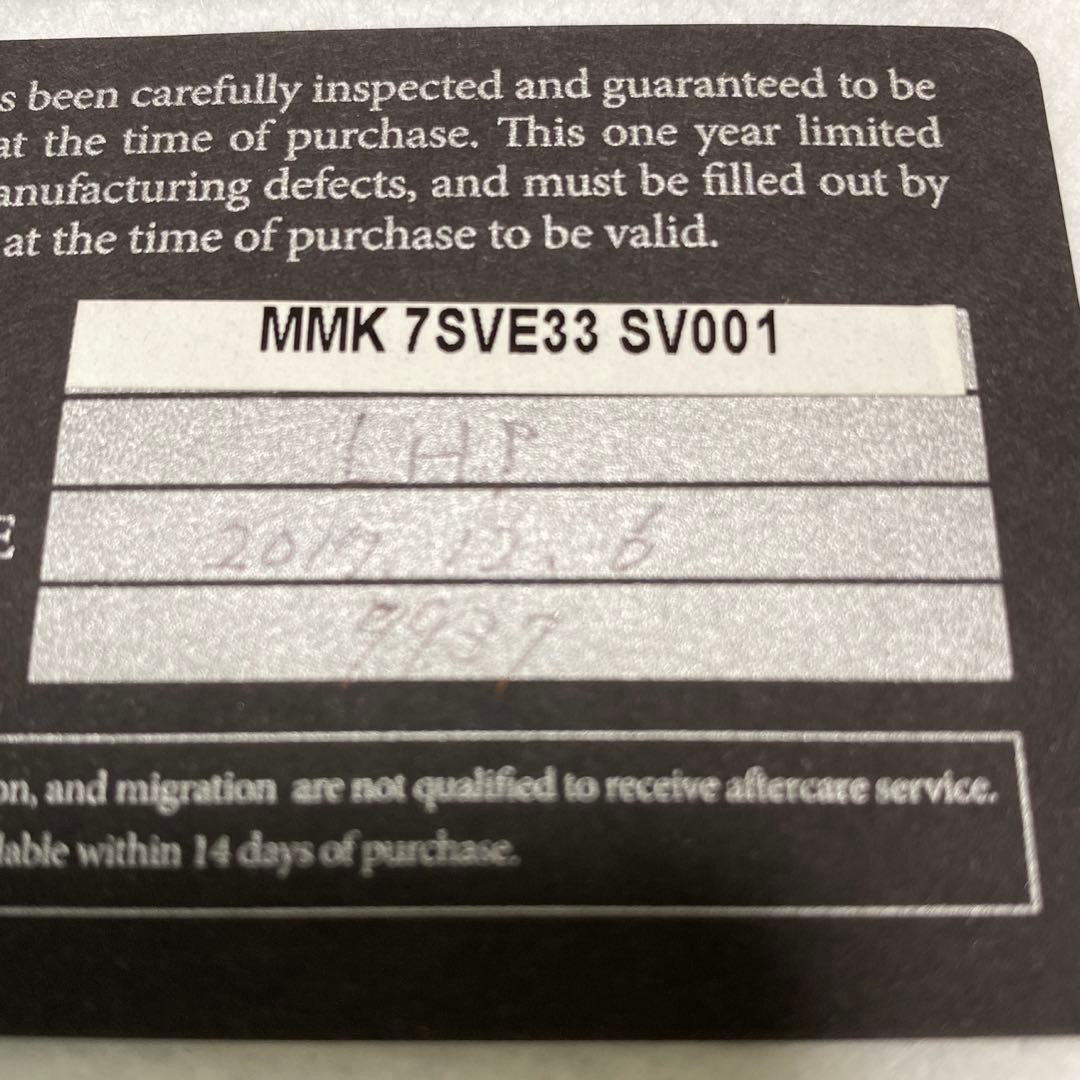 s been carefully inspected and guaranteed to be
at the time of purchase. This one year limited
anufacturing defects, and must be filled out by
at the time of purchase to be valid.
MMK 7SVE33 SV001
LHP
E
2017. 12. 6
on, and migration are not qualified to receive aftercare service.
lable within 14 days of purchase.